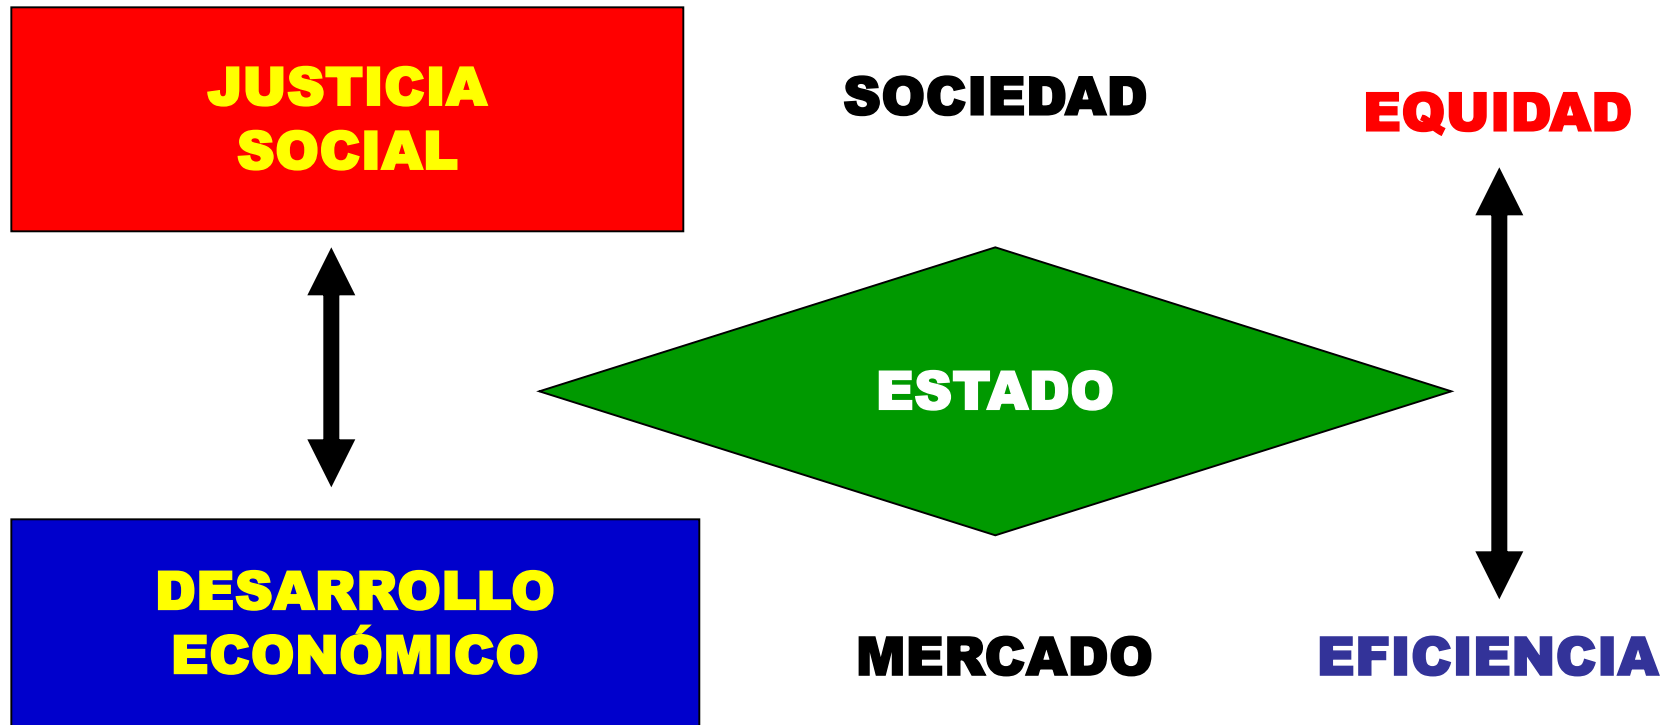 JUSTICIA
SOCIAL
SOCIEDAD
EQUIDAD
ESTADO
DESARROLLO
ECONÓMICO
MERCADO
EFICIENCIA